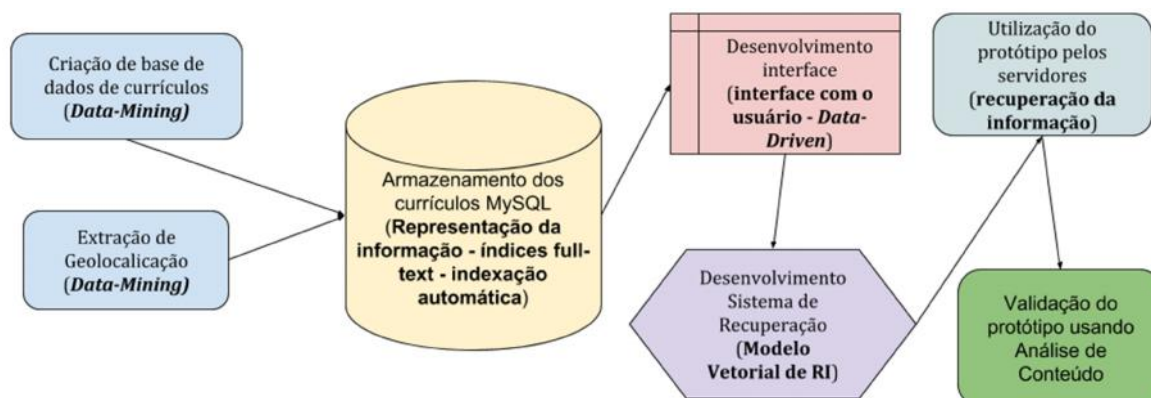 Criação de base de
dados de currículos
(Data-Mining)
Extração de
Geolocalicação
(Data-Mining)
Armazenamento dos
currículos MySQL
(Representação da
informação - índices full-
text - indexação
automática)
Desenvolvimento
interface
(interface com o
usuário - Data-
Driven)
Desenvolvimento
Sistema de
Recuperação
(Modelo
Vetorial de RI)
Utilização do
protótipo pelos
servidores
(recuperação da
informação)
Validação do
protótipo usando
Análise de
Conteúdo